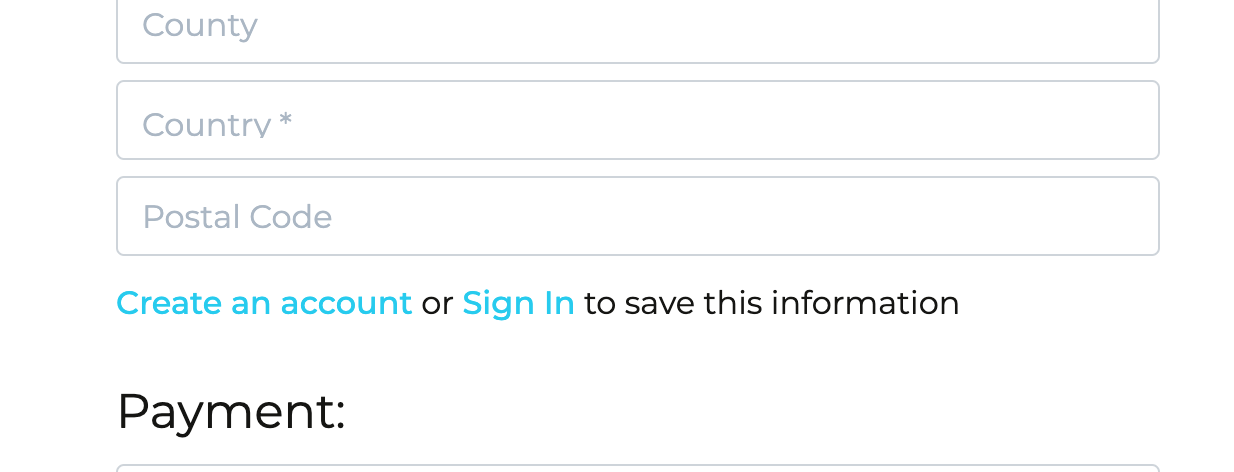 County
Country *
Postal Code
Create an account or Sign In to save this information
Payment: